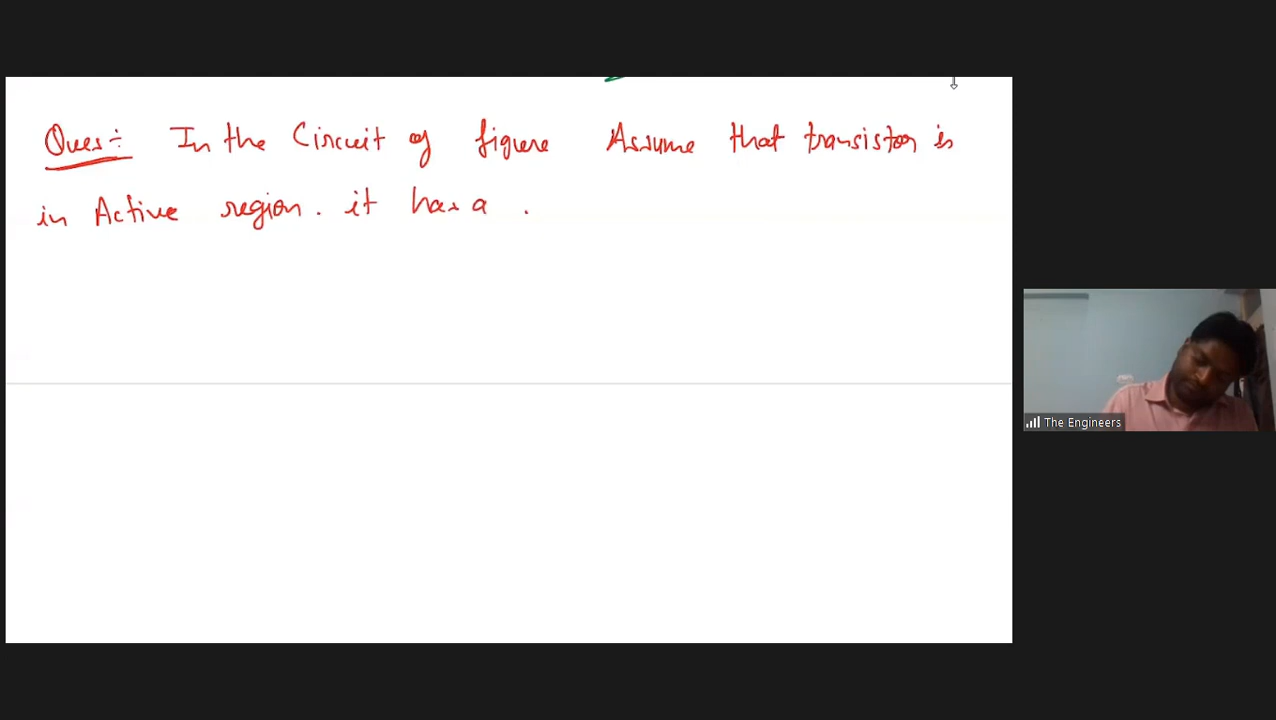 Ques:- In the Circuit of figure Assume that transistor is
in Active region. it has a .
The Engineers